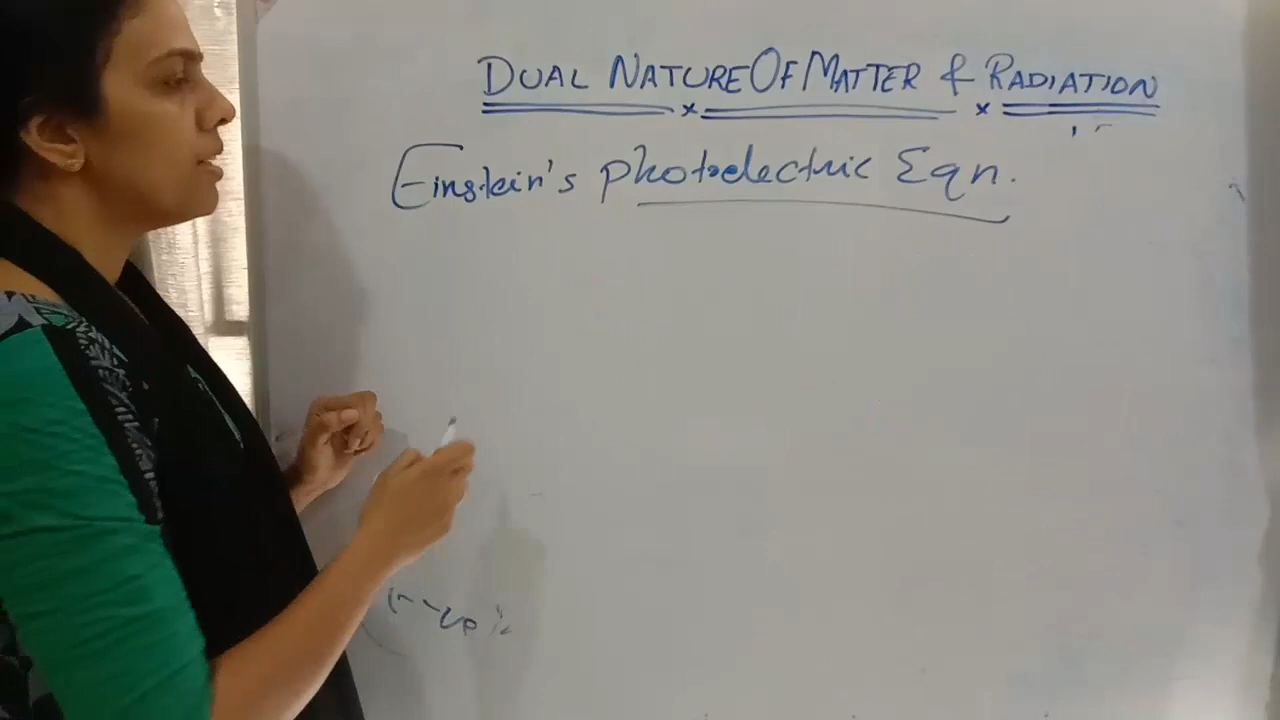 DUAL NATURE OF MATTER & RADIATION
Einstein's photoelectric Eqn.